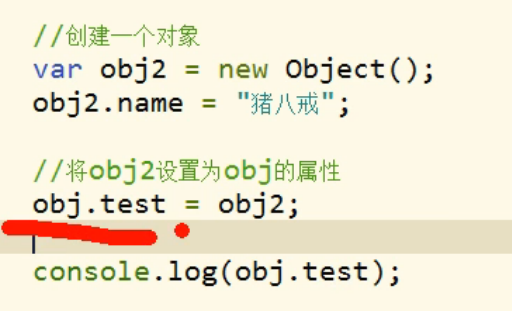 //创建一个对象
var obj2 = new Object();
obj2.name = "猪八戒";
//将obj2设置为obj的属性
obj.test = obj2;
console.log(obj.test);